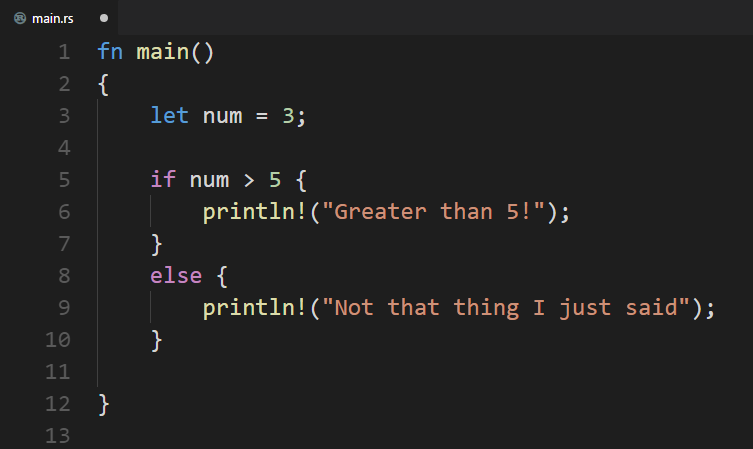 main.rs
1 fn main()
2 {
3     let num = 3;
4
5     if num > 5 {
6         println!("Greater than 5!");
7     }
8     else {
9         println!("Not that thing I just said");
10     }
11
12 }
13